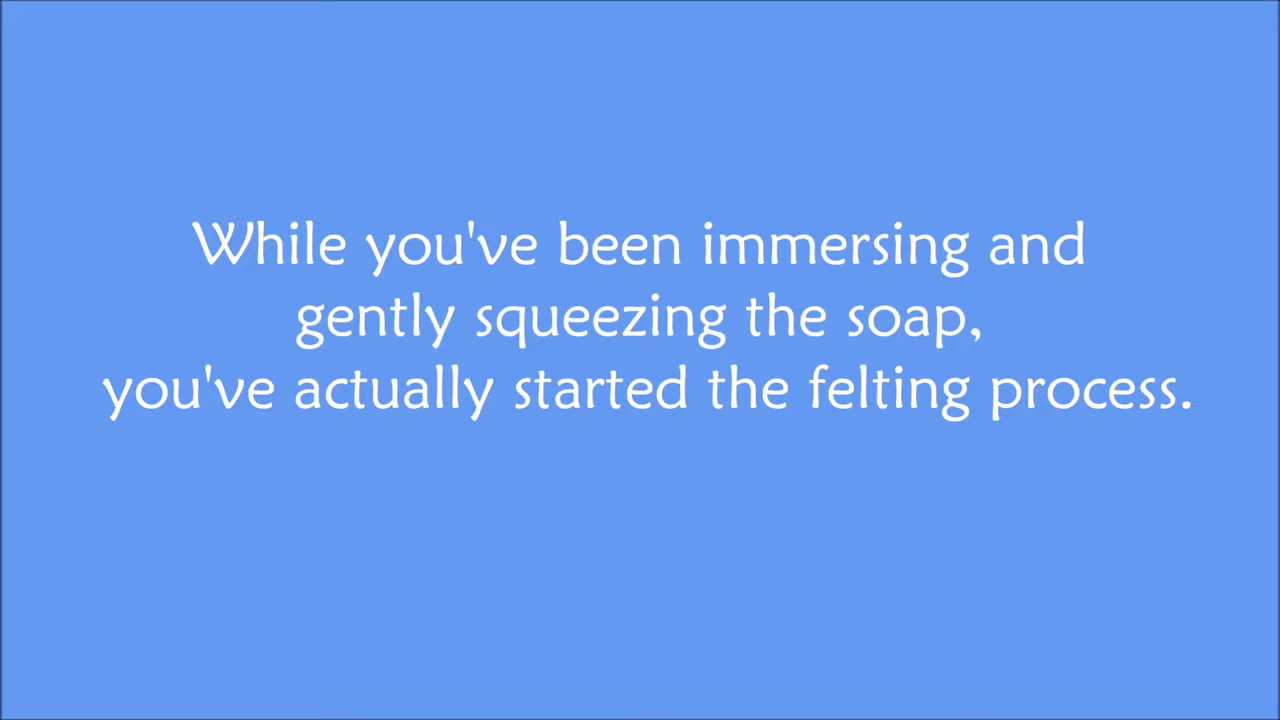 While you've been immersing and
gently squeezing the soap,
you've actually started the felting process.